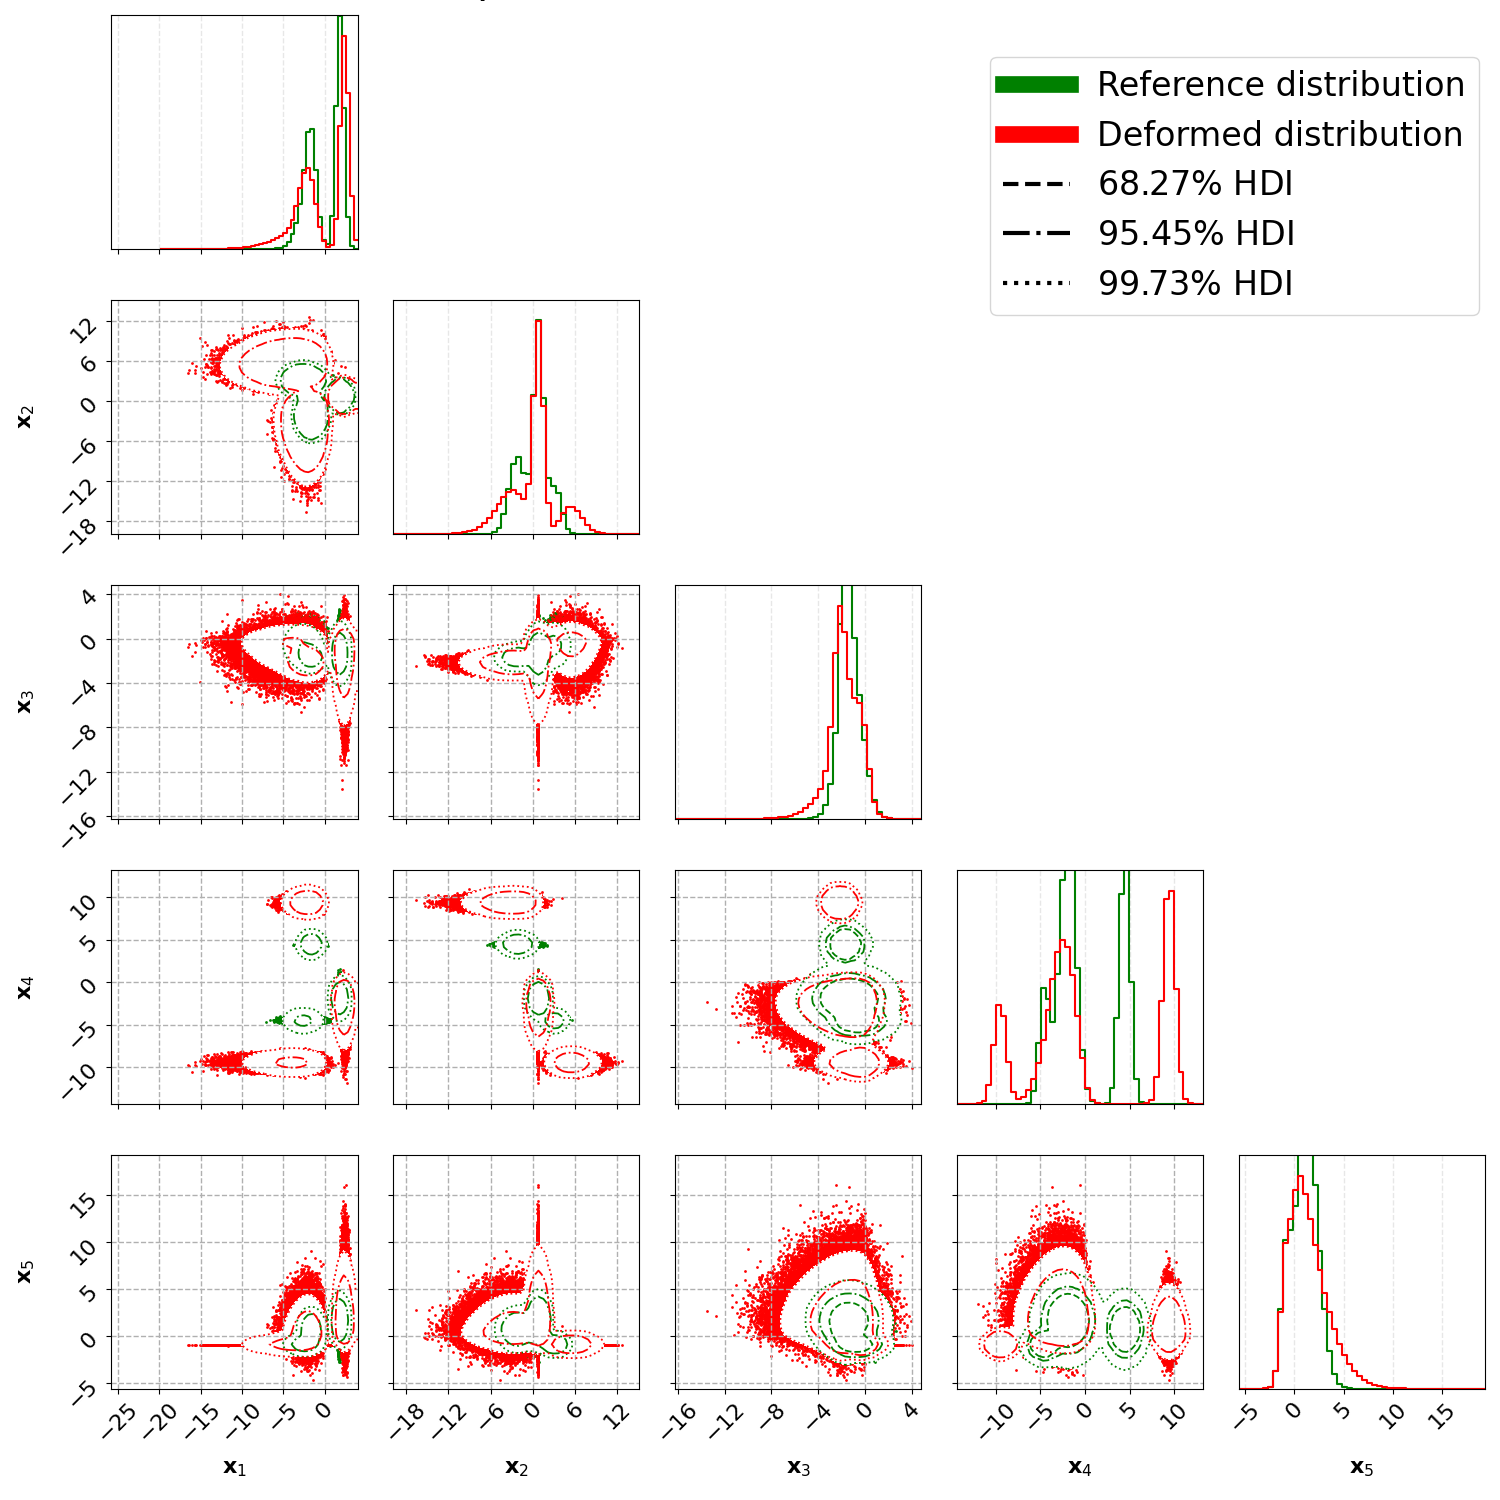 Reference distribution
Deformed distribution
68.27% HDI
95.45% HDI
99.73% HDI
12
6
0
−6
−12
−18
x₂
4
0
−4
−8
−12
−16
x₃
10
5
0
−5
−10
x₄
15
10
5
0
−5
x₅
−25 −20 −15 −10 −5 0
−18 −12 −6 0 6 12
−16 −12 −8 −4 0 4
−10 −5 0 5 10
−5 0 5 10 15
x₁ x₂ x₃ x₄ x₅